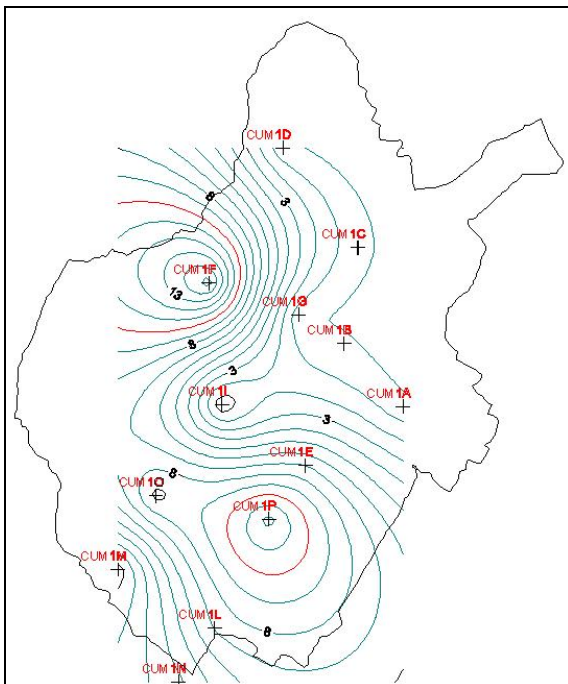 CUM 1D
8
3
CUM 1C
CUM 1F
13
CUM 1G
8
CUM 1B
3
CUM 1I
CUM 1A
3
CUM 1E
8
CUM 1O
CUM 1P
CUM 1M
CUM 1L
8
CUM 1N